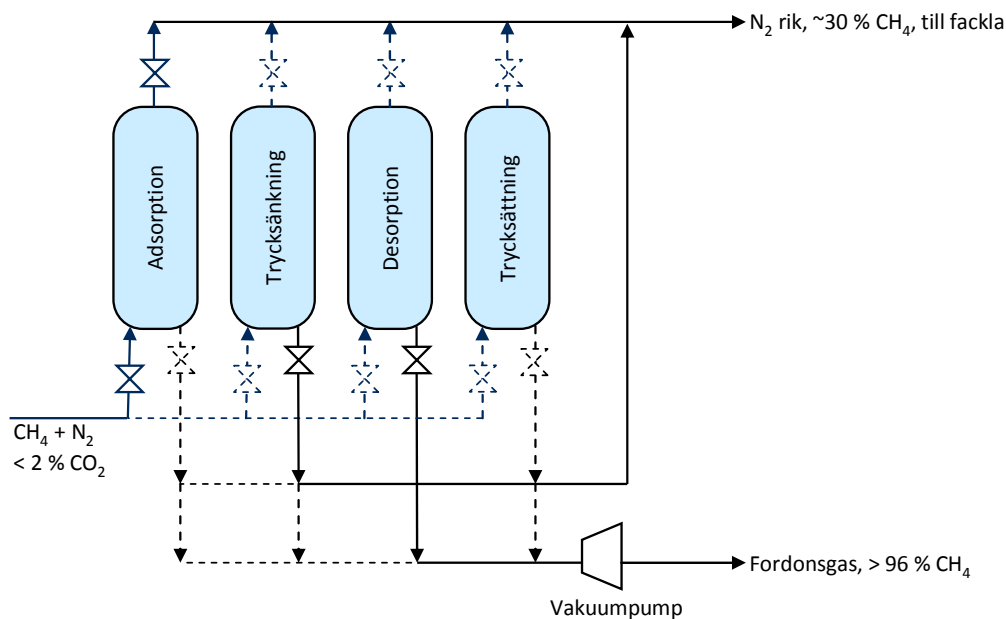 N₂ rik, ~30 % CH₄, till fackla
Adsorption
Trycksänkning
Desorption
Trycksättning
CH₄ + N₂
< 2 % CO₂
Fordonsgas, > 96 % CH₄
Vakuumpump